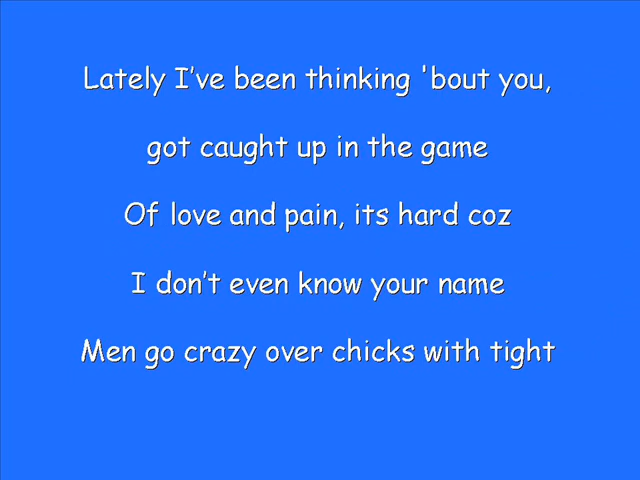 Lately I’ve been thinking 'bout you,
got caught up in the game
Of love and pain, its hard coz
I don’t even know your name
Men go crazy over chicks with tight